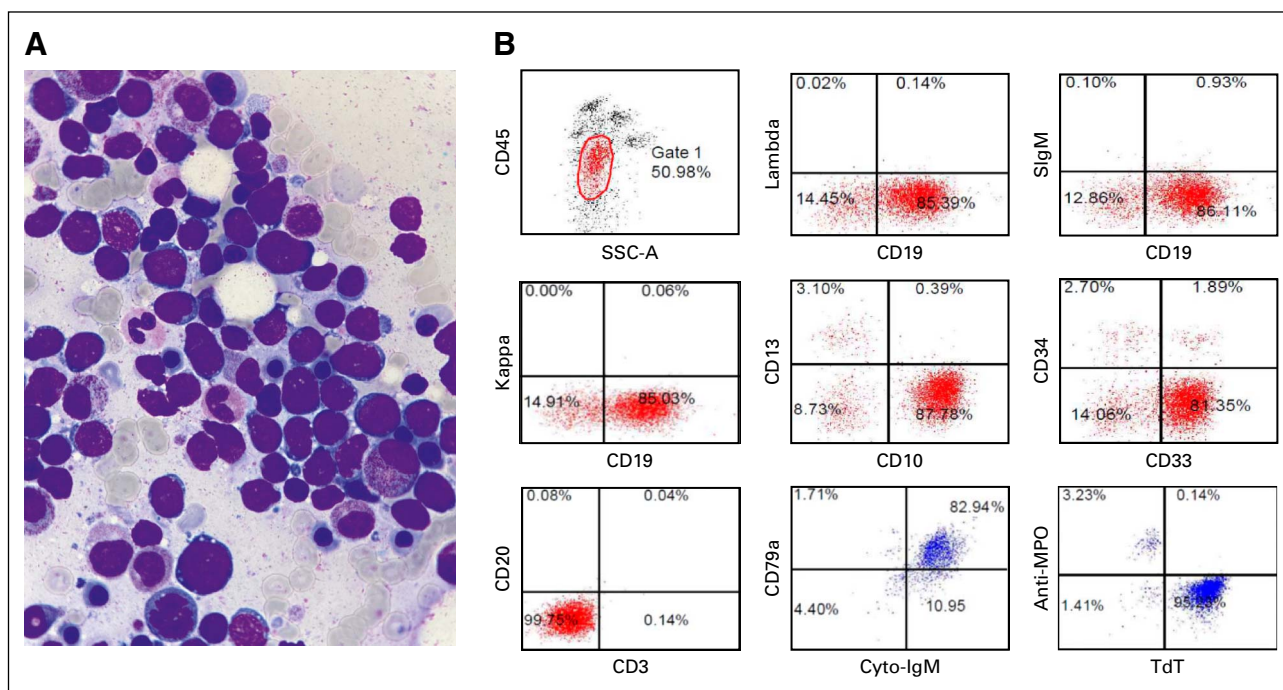 A
B
CD45
Gate 1
50.98%
SSC-A
0.02%
0.14%
Lambda
14.45%
85.39%
CD19
0.10%
0.93%
SIgM
12.86%
86.11%
CD19
0.00%
0.06%
Kappa
14.91%
85.03%
CD19
3.10%
0.39%
CD13
8.73%
87.78%
CD10
2.70%
1.89%
CD34
14.06%
81.35%
CD33
0.08%
0.04%
CD20
99.75%
0.14%
CD3
1.71%
82.94%
CD79a
4.40%
10.95
Cyto-IgM
3.23%
0.14%
Anti-MPO
1.41%
TdT